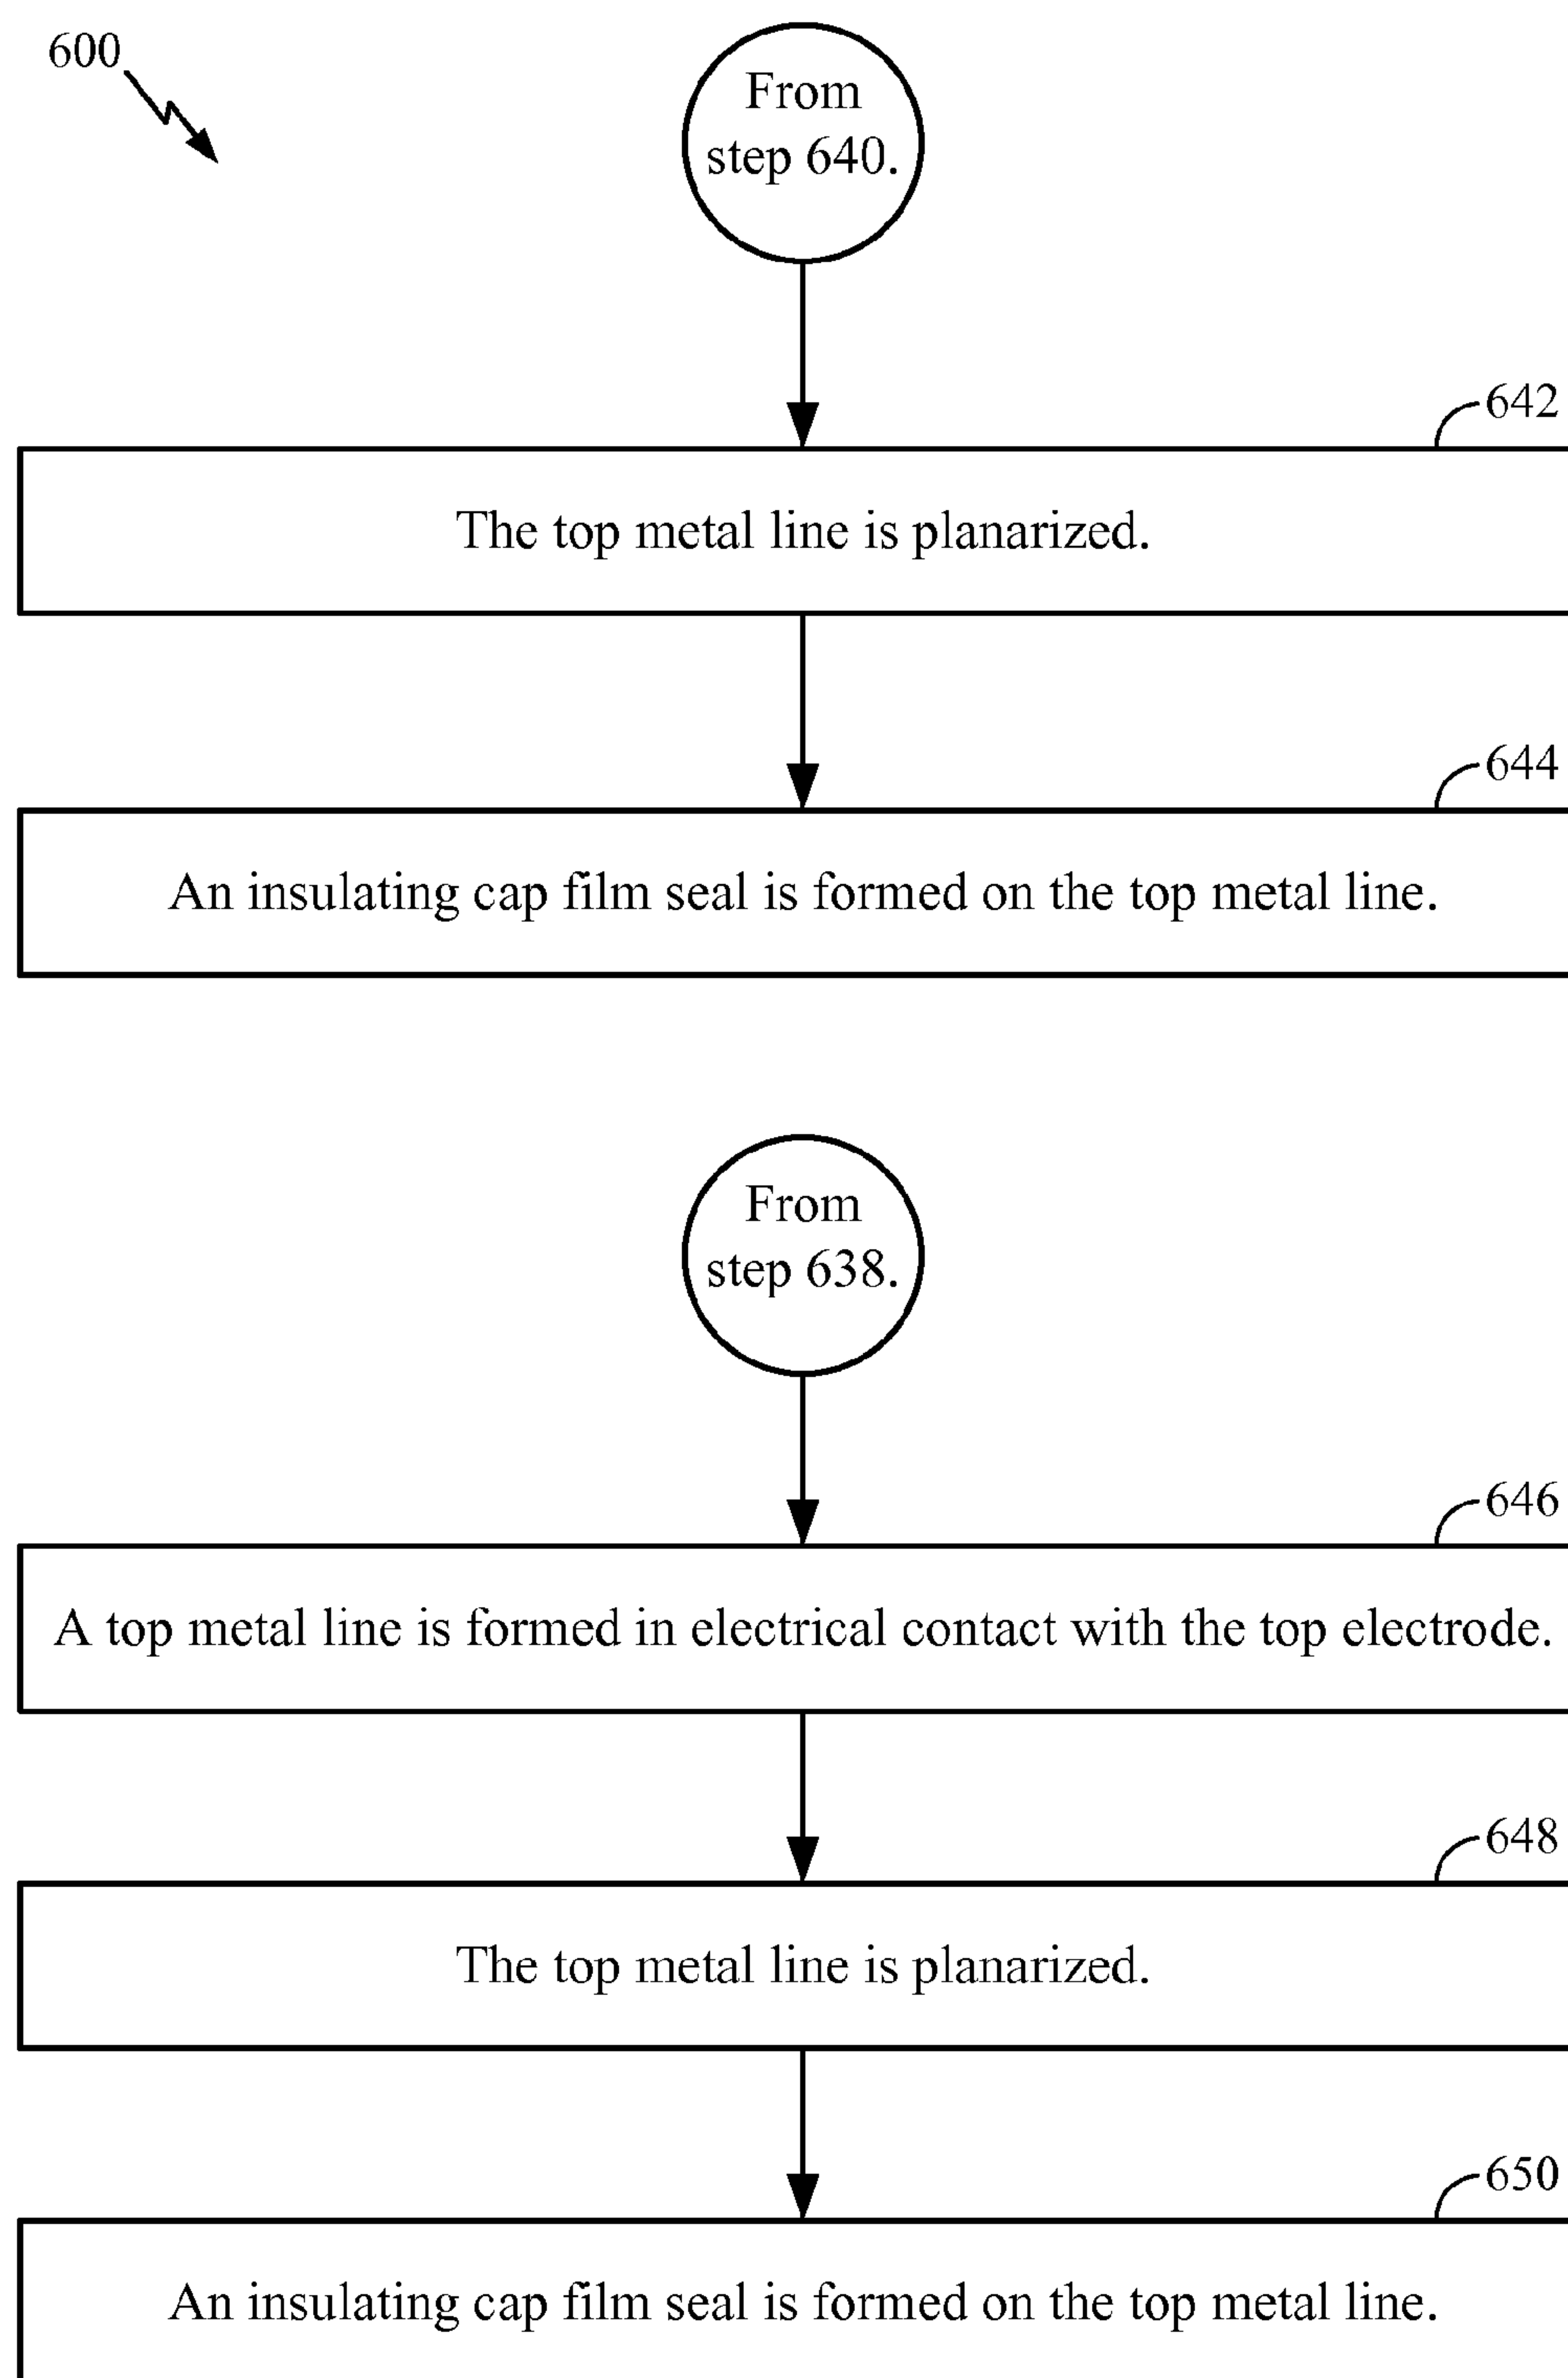 600
From
step 640.
642
The top metal line is planarized.
644
An insulating cap film seal is formed on the top metal line.
From
step 638.
646
A top metal line is formed in electrical contact with the top electrode.
648
The top metal line is planarized.
650
An insulating cap film seal is formed on the top metal line.